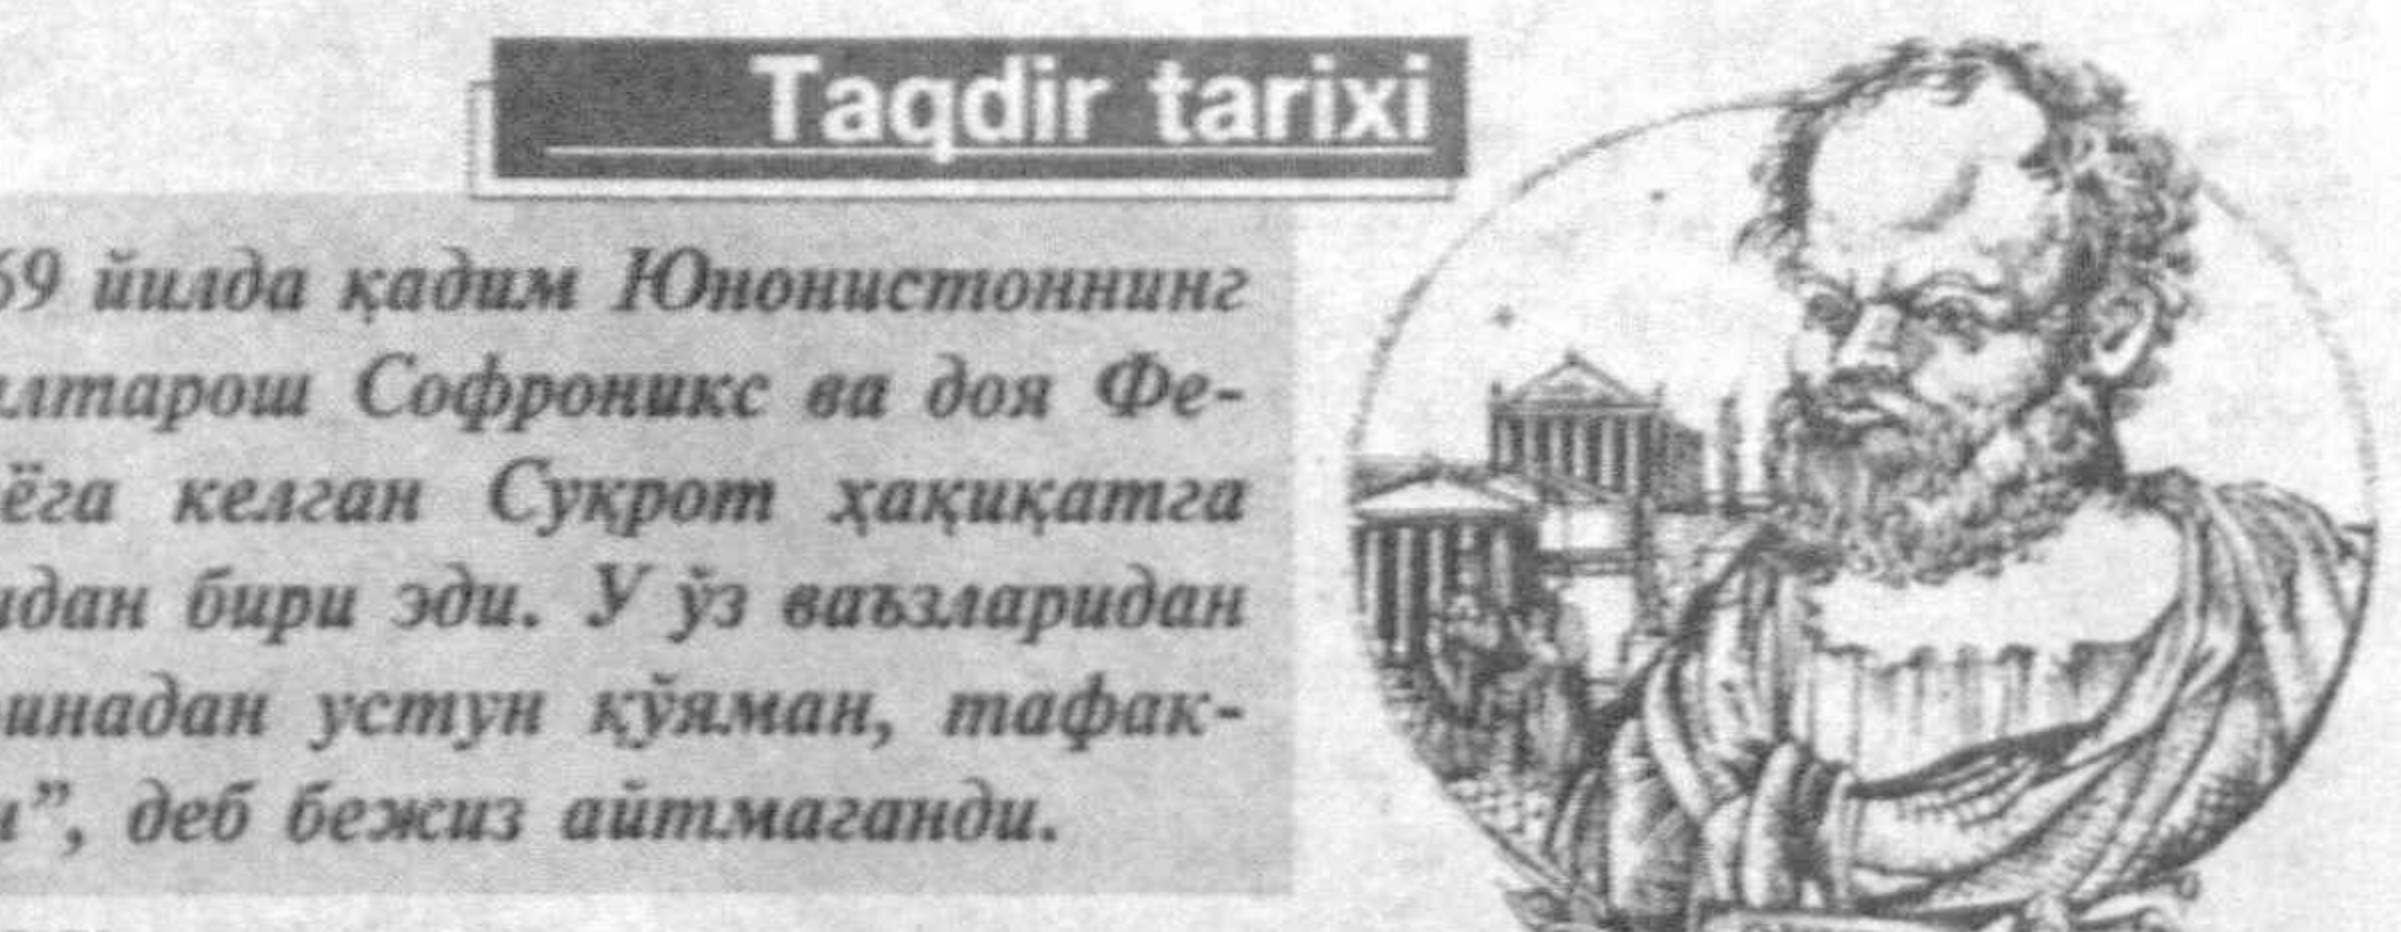 Taqdir tarixi
69 йилда қадим Юнонистоннинг
лтарош Софроникс ва доя Фе-
ёга келган Суқрот ҳақиқатга
идан бири эди. У ўз ваъзларидан
инадан устун қўяман, тафак-
”, деб бежиз айтмаганди.